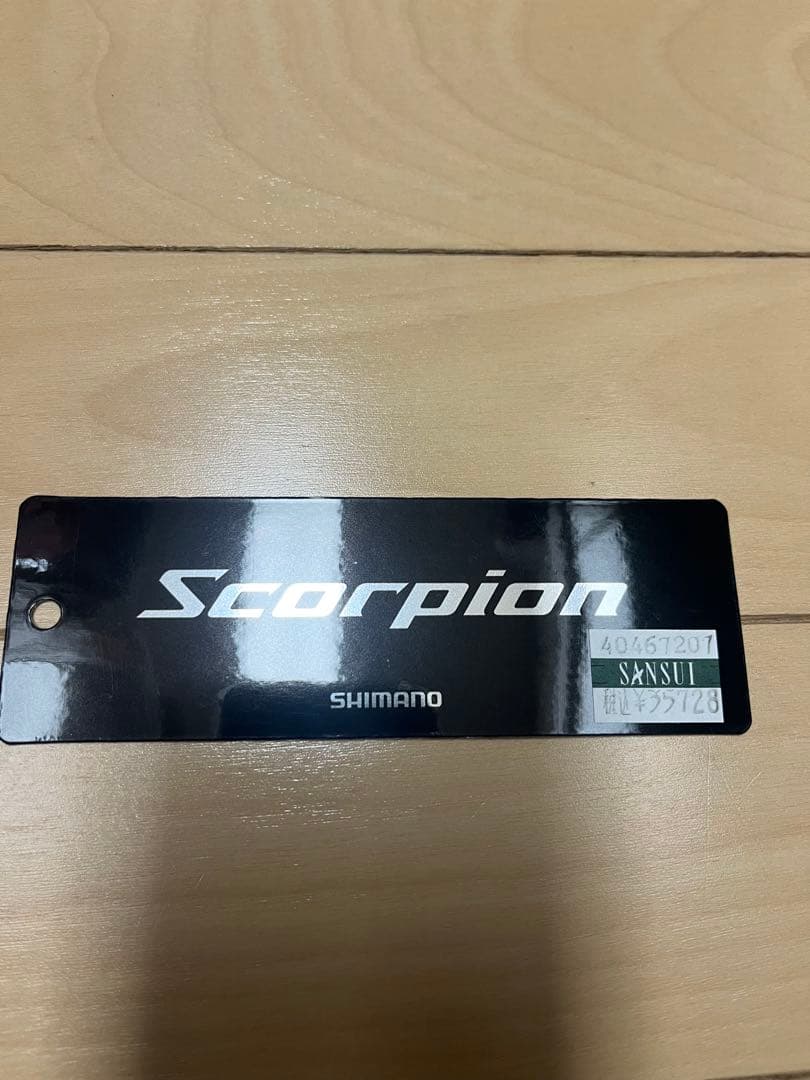 Scorpion
SHIMANO
40467207
SANSUI
税込¥35728